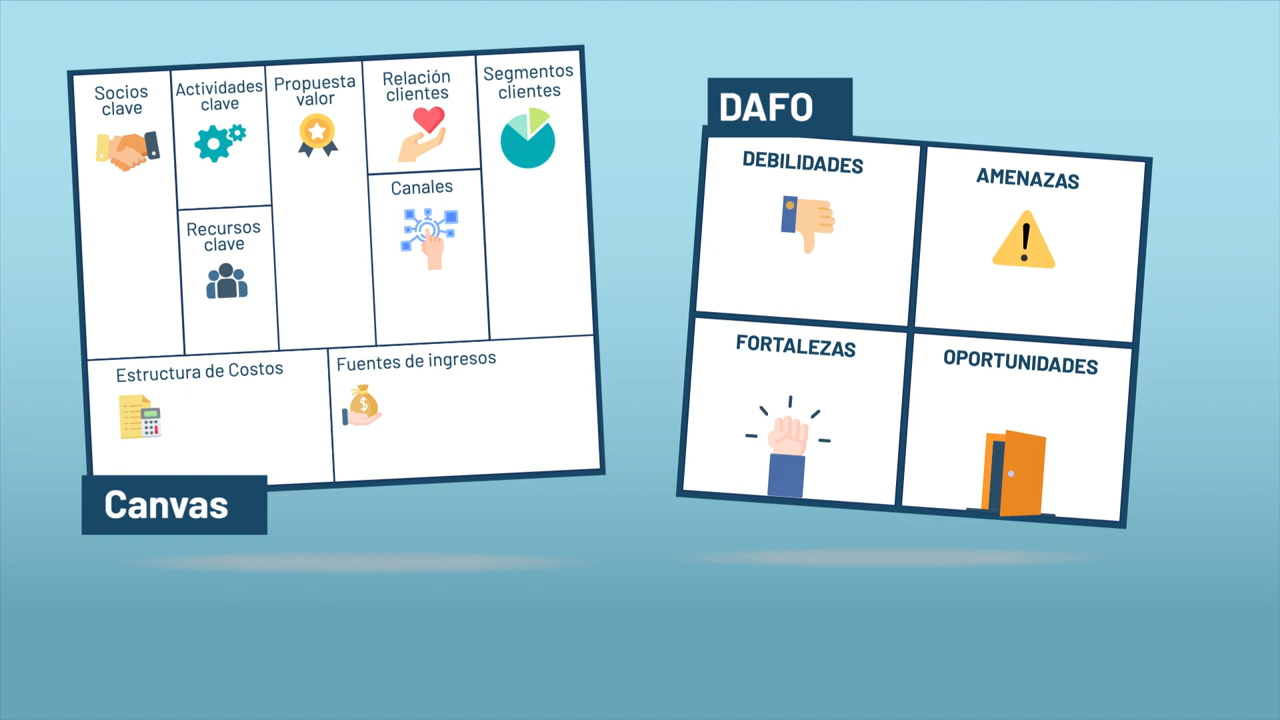 Socios
clave
Actividades
clave
Propuesta
valor
Relación
clientes
Segmentos
clientes
Recursos
clave
Canales
Estructura de Costos
Fuentes de ingresos
$
Canvas
DAFO
DEBILIDADES
AMENAZAS
FORTALEZAS
OPORTUNIDADES